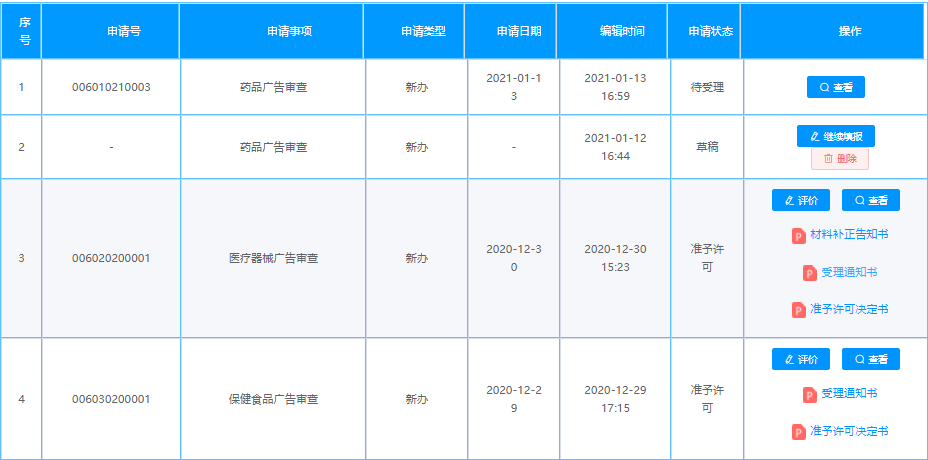 序号
申请号
申请事项
申请类型
申请日期
编辑时间
申请状态
操作
1
006010210003
药品广告审查
新办
2021-01-1
3
2021-01-13
16:59
待受理
查看
2
-
药品广告审查
新办
-
2021-01-12
16:44
草稿
继续填报
删除
3
006020200001
医疗器械广告审查
新办
2020-12-3
0
2020-12-30
15:23
准予许
可
评价
查看
材料补正告知书
受理通知书
准予许可决定书
4
006030200001
保健食品广告审查
新办
2020-12-2
9
2020-12-29
17:15
准予许
可
评价
查看
受理通知书
准予许可决定书